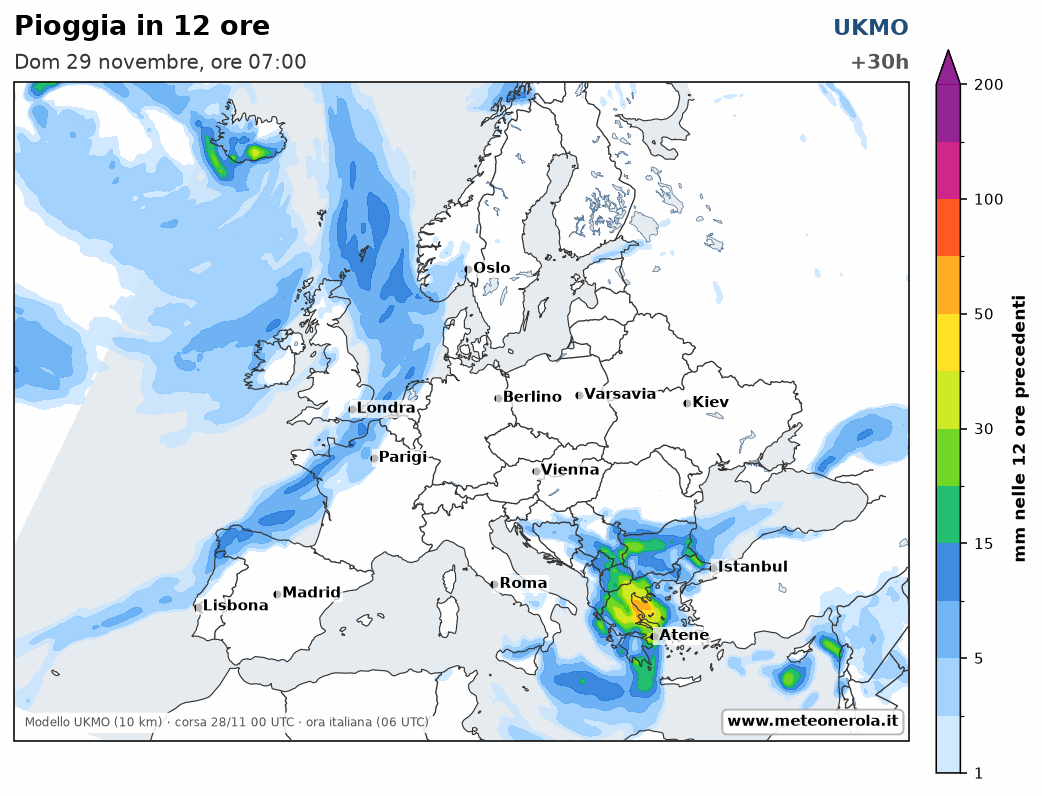 Pioggia in 12 ore
UKMO
Dom 29 novembre, ore 07:00
+30h
200
100
50
30
15
5
1
mm nelle 12 ore precedenti
Oslo
Londra
Berlino
Varsavia
Kiev
Parigi
Vienna
Istanbul
Roma
Madrid
Lisbona
Atene
Modello UKMO (10 km) · corsa 28/11 00 UTC · ora italiana (06 UTC)
www.meteonerola.it